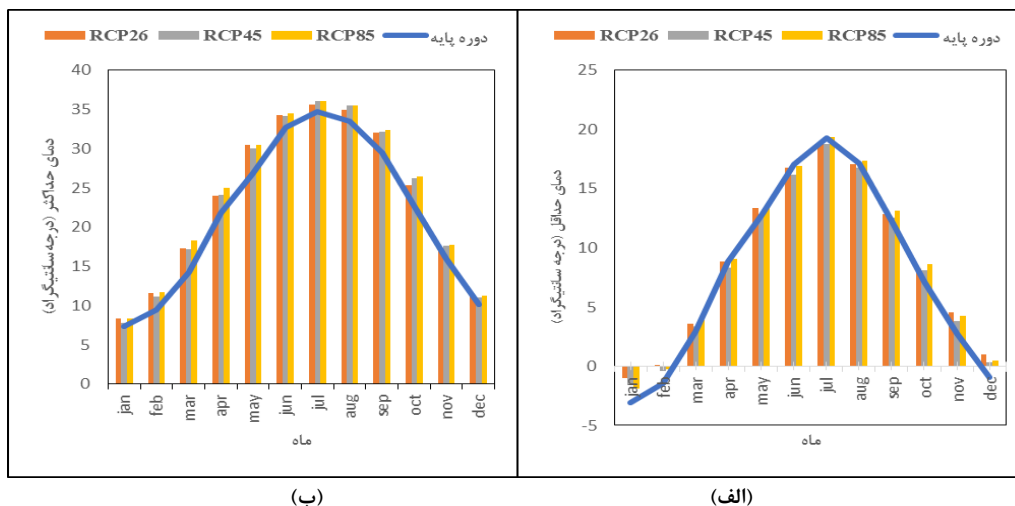 RCP26 RCP45 RCP85 دوره پایه
25
20
15
10
5
0
-5
دمای حداقل (درجه سانتیگراد)
jan feb mar apr may jun jul aug sep oct nov dec
ماه
(الف)
RCP26 RCP45 RCP85 دوره پایه
40
35
30
25
20
15
10
5
0
دمای حداکثر (درجه سانتیگراد)
jan feb mar apr may jun jul aug sep oct nov dec
ماه
(ب)